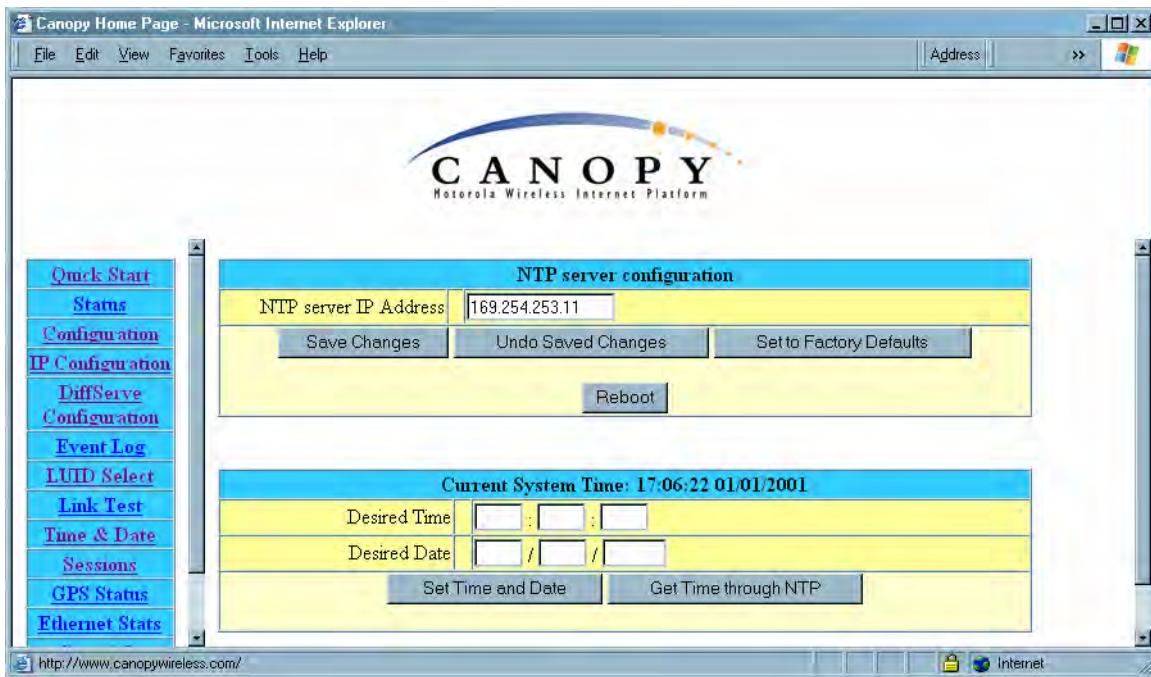 Canopy Home Page - Microsoft Internet Explorer
File Edit View Favorites Tools Help Address »
CANOPY
Motorola Wireless Internet Platform
Quick Start
Status
Configuration
IP Configuration
DiffServe
Configuration
Event Log
LUID Select
Link Test
Time & Date
Sessions
GPS Status
Ethernet Stats
NTP server configuration
NTP server IP Address 169.254.253.11
Save Changes Undo Saved Changes Set to Factory Defaults
Reboot
Current System Time: 17:06:22 01/01/2001
Desired Time : :
Desired Date / /
Set Time and Date Get Time through NTP
http://www.canopywireless.com/ Internet